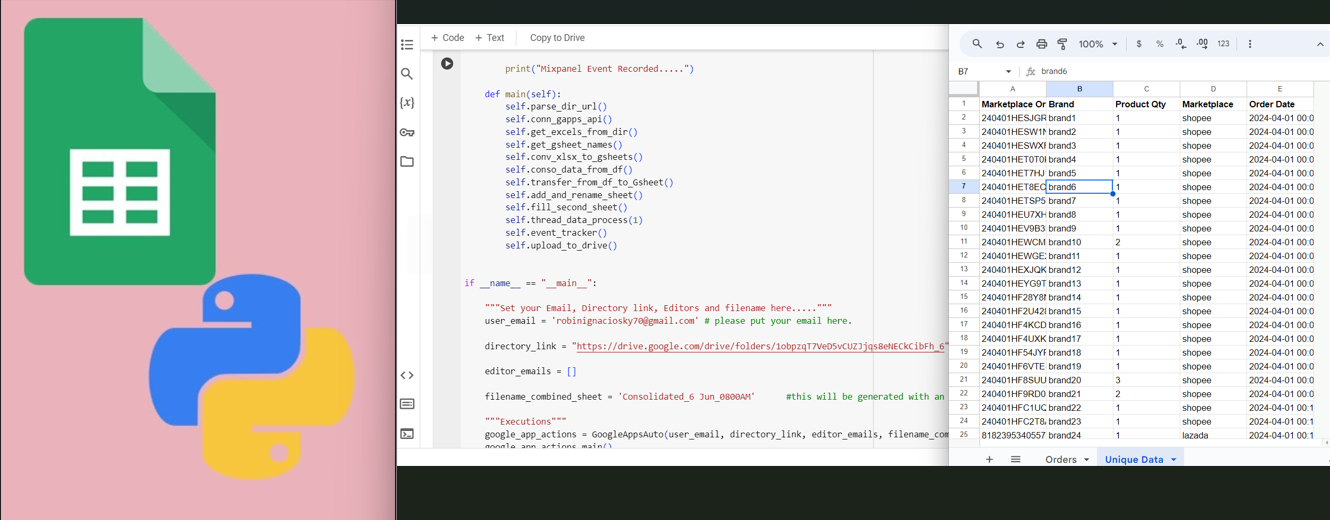 + Code + Text Copy to Drive
print("Mixpanel Event Recorded.....")
def main(self):
self.parse_dir_url()
self.conn_gapps_api()
self.get_excels_from_dir()
self.get_gsheet_names()
self.conv_xlsx_to_gsheets()
self.conso_data_from_df()
self.transfer_from_df_to_Gsheet()
self.add_and_rename_sheet()
self.fill_second_sheet()
self.thread_data_process(1)
self.event_tracker()
self.upload_to_drive()
if __name__ == "__main__":
"""Set your Email, Directory link, Editors and filename here....."""
user_email = 'robinignaciosky70@gmail.com' # please put your email here.
directory_link = "https://drive.google.com/drive/folders/1obpzqT7VeD5vCUZJjqs8eNECkCibFh_6"
editor_emails = []
filename_combined_sheet = 'Consolidated_6 Jun_0800AM' #this will be generated with an
"""Executions"""
google_app_actions = GoogleAppsAuto(user_email, directory_link, editor_emails, filename_com
google_app_actions.main()
100% $ % .0 .00 123
B7 fx brand6
A B C D E
1 Marketplace Or Brand Product Qty Marketplace Order Date
2 240401HESJGR brand1 1 shopee 2024-04-01 00:0
3 240401HESW1N brand2 1 shopee 2024-04-01 00:0
4 240401HESWXF brand3 1 shopee 2024-04-01 00:0
5 240401HET0T0I brand4 1 shopee 2024-04-01 00:0
6 240401HET7HJ brand5 1 shopee 2024-04-01 00:0
7 240401HET8EC brand6 1 shopee 2024-04-01 00:0
8 240401HETSP5 brand7 1 shopee 2024-04-01 00:0
9 240401HEU7XH brand8 1 shopee 2024-04-01 00:0
10 240401HEV9B3 brand9 1 shopee 2024-04-01 00:0
11 240401HEWCM brand10 2 shopee 2024-04-01 00:0
12 240401HEWGE brand11 1 shopee 2024-04-01 00:0
13 240401HEXJQK brand12 1 shopee 2024-04-01 00:0
14 240401HEYG9T brand13 1 shopee 2024-04-01 00:0
15 240401HF28Y8 brand14 1 shopee 2024-04-01 00:0
16 240401HF2U42 brand15 1 shopee 2024-04-01 00:0
17 240401HF4KCD brand16 1 shopee 2024-04-01 00:0
18 240401HF4UXK brand17 1 shopee 2024-04-01 00:0
19 240401HF54JY brand18 1 shopee 2024-04-01 00:0
20 240401HF6VTE brand19 1 shopee 2024-04-01 00:0
21 240401HF8SUU brand20 3 shopee 2024-04-01 00:0
22 240401HF9RD0 brand21 2 shopee 2024-04-01 00:0
23 240401HFC1UQ brand22 1 shopee 2024-04-01 00:1
24 240401HFC2T8 brand23 1 shopee 2024-04-01 00:1
25 8182395340557 brand24 1 lazada 2024-04-01 00:1
Orders Unique Data